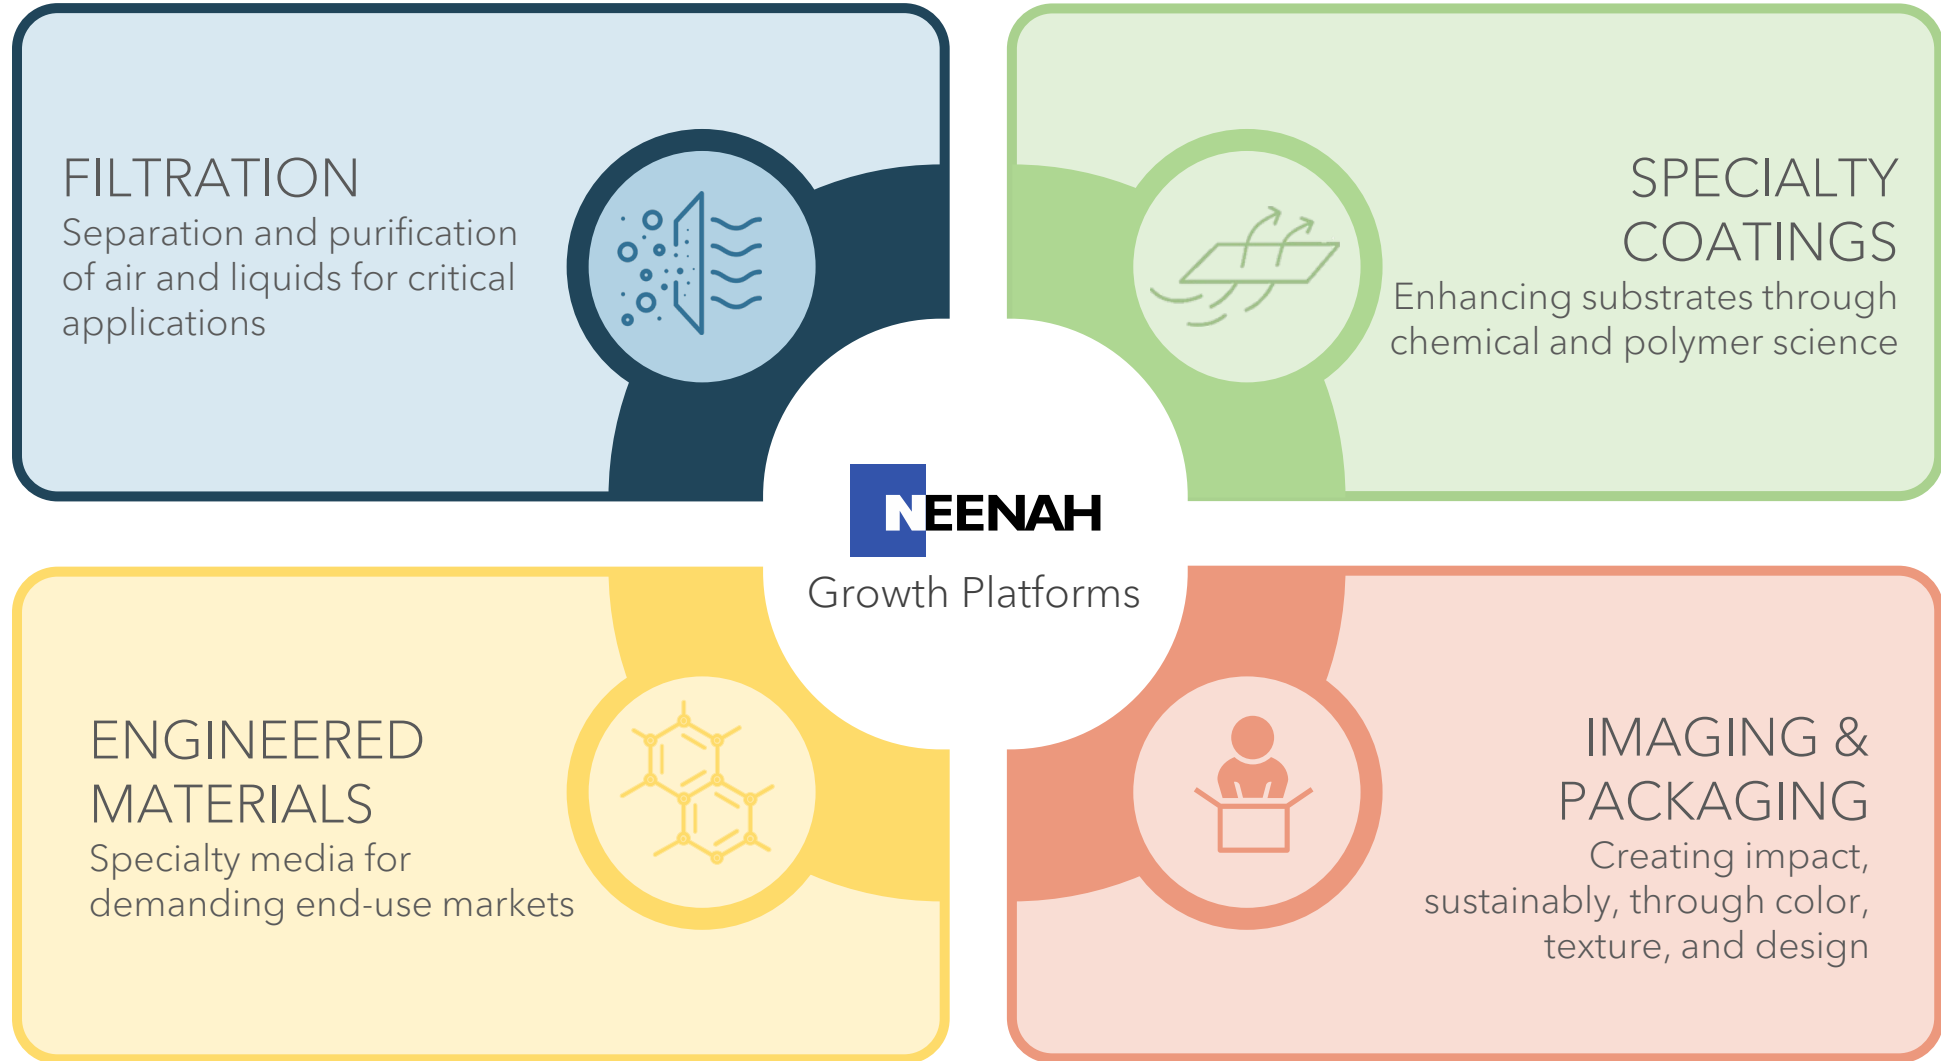 FILTRATION
Separation and purification
of air and liquids for critical
applications
SPECIALTY
COATINGS
Enhancing substrates through
chemical and polymer science
NEENAH
Growth Platforms
ENGINEERED
MATERIALS
Specialty media for
demanding end-use markets
IMAGING &
PACKAGING
Creating impact,
sustainably, through color,
texture, and design